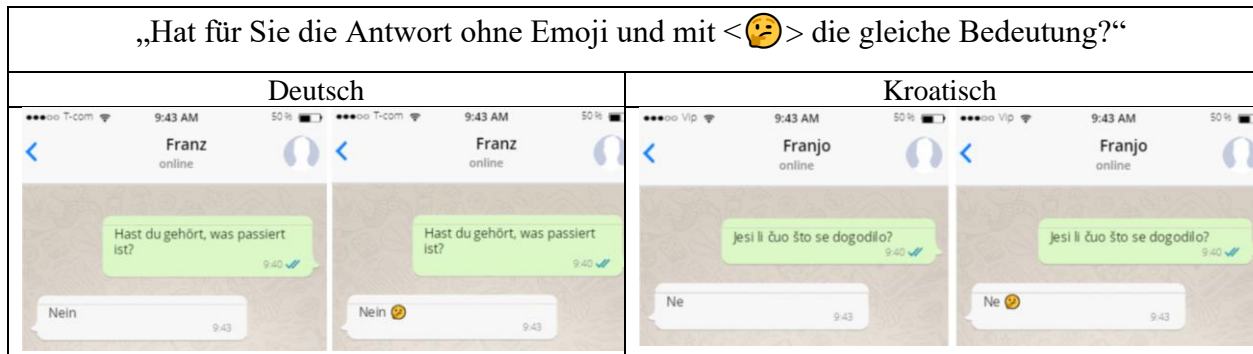 „Hat für Sie die Antwort ohne Emoji und mit <🤔> die gleiche Bedeutung?“
Deutsch
Kroatisch
T-com 9:43 AM 50 %
Franz
online
Hast du gehört, was passiert
ist?
9:40
Nein
9:43
T-com 9:43 AM 50 %
Franz
online
Hast du gehört, was passiert
ist?
9:40
Nein 🤔
9:43
Vip 9:43 AM 50 %
Franjo
online
Jesi li čuo što se dogodilo?
9:40
Ne
9:43
Vip 9:43 AM 50 %
Franjo
online
Jesi li čuo što se dogodilo?
9:40
Ne 🤔
9:43